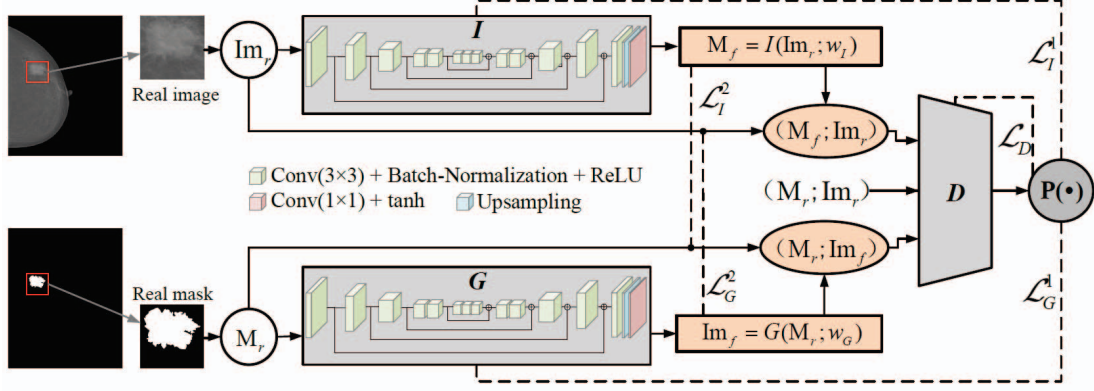 Real image
Im_r
I
M_f = I(Im_r; w_I)
ℒ_I^1
ℒ_I^2
(M_f; Im_r)
ℒ_D
Conv(3×3) + Batch-Normalization + ReLU
Conv(1×1) + tanh
Upsampling
(M_r; Im_r)
D
P(•)
(M_r; Im_f)
Real mask
M_r
G
ℒ_G^2
ℒ_G^1
Im_f = G(M_r; w_G)